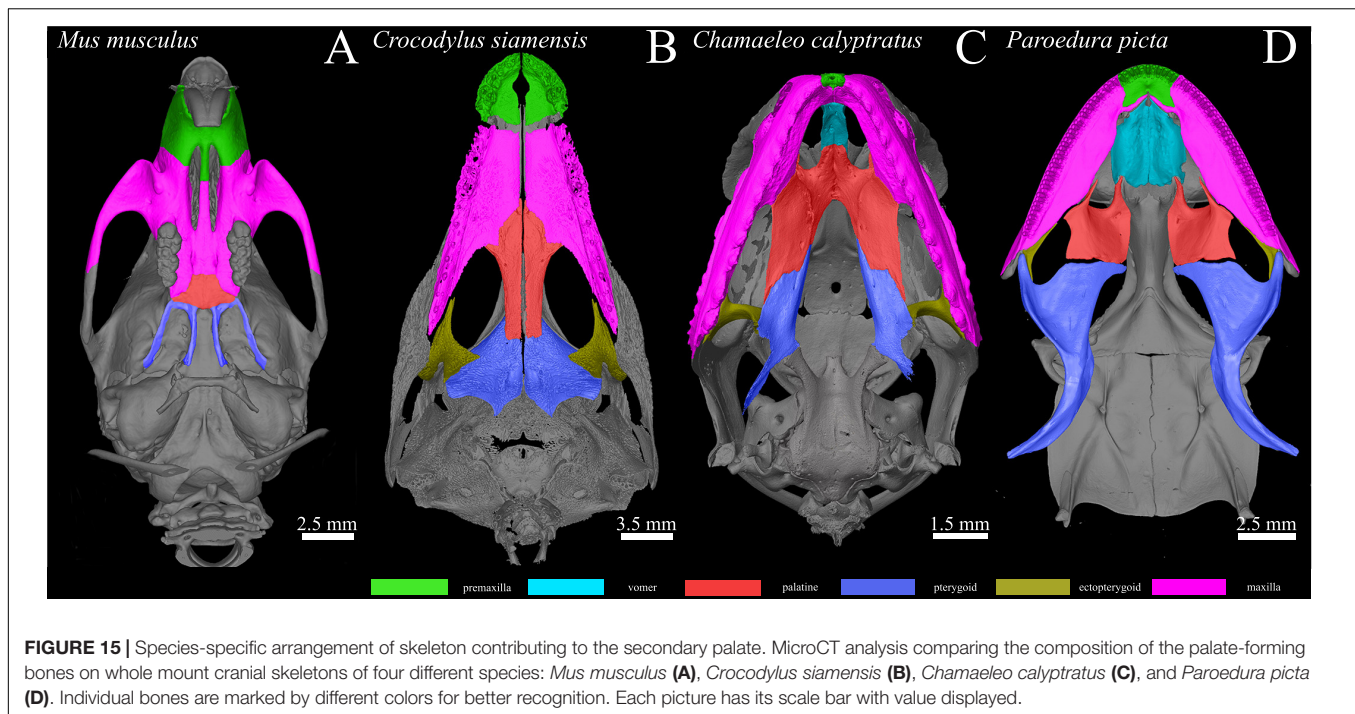 Mus musculus A Crocodylus siamensis B Chamaeleo calyptratus C Paroedura picta D
2.5 mm 3.5 mm 1.5 mm 2.5 mm
premaxilla vomer palatine pterygoid ectopterygoid maxilla
FIGURE 15 | Species-specific arrangement of skeleton contributing to the secondary palate. MicroCT analysis comparing the composition of the palate-forming
bones on whole mount cranial skeletons of four different species: Mus musculus (A), Crocodylus siamensis (B), Chamaeleo calyptratus (C), and Paroedura picta
(D). Individual bones are marked by different colors for better recognition. Each picture has its scale bar with value displayed.